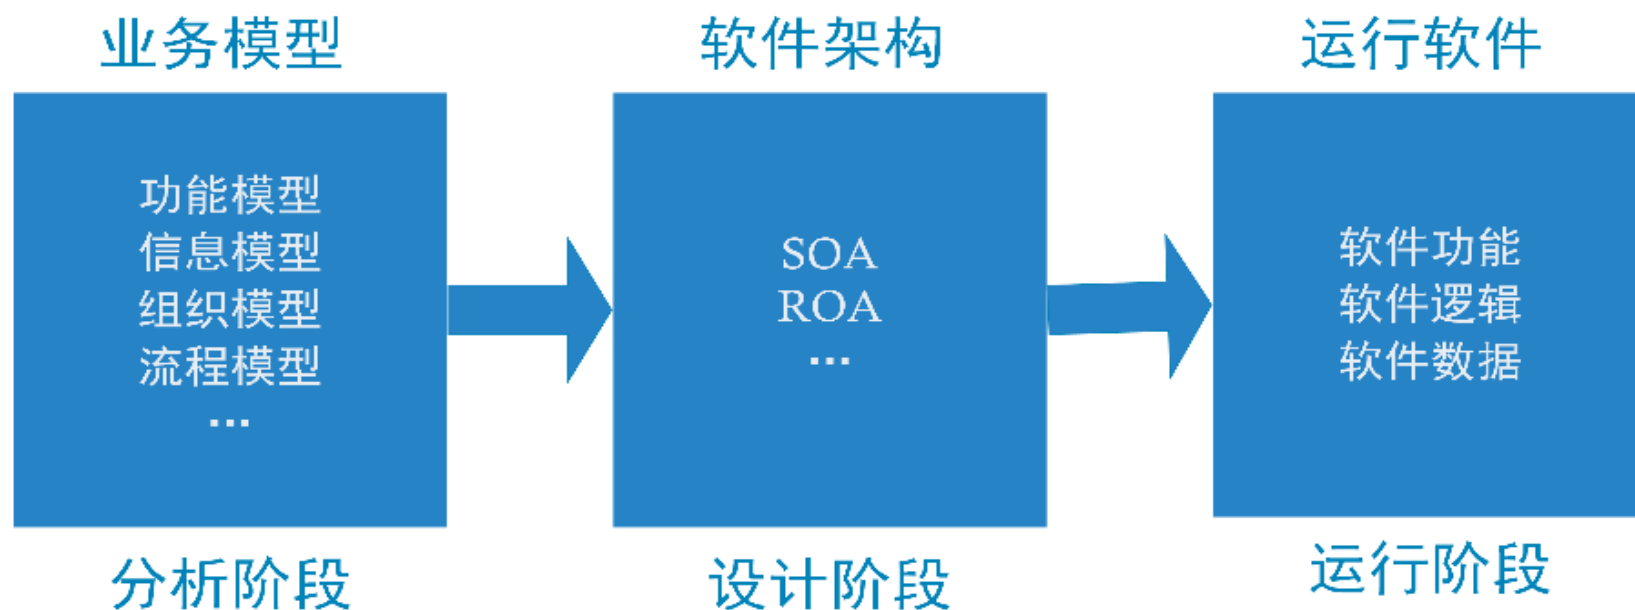 业务模型
功能模型
信息模型
组织模型
流程模型
...
分析阶段
软件架构
SOA
ROA
...
设计阶段
运行软件
软件功能
软件逻辑
软件数据
运行阶段